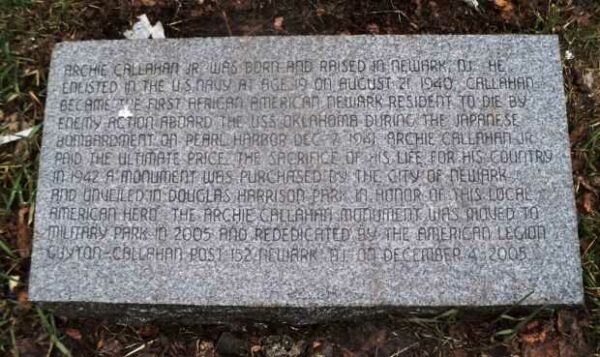 ARCHIE CALLAHAN JR. WAS BORN AND RAISED IN NEWARK, NJ. HE
ENLISTED IN THE U.S. NAVY AT AGE 19 ON AUGUST 21 1940. CALLAHAN
BECAME THE FIRST AFRICAN AMERICAN NEWARK RESIDENT TO DIE BY
ENEMY ACTION ABOARD THE USS OKLAHOMA DURING THE JAPANESE
BOMBARDMENT ON PEARL HARBOR DEC. 7, 1941. ARCHIE CALLAHAN JR.
PAID THE ULTIMATE PRICE, THE SACRIFICE OF HIS LIFE FOR HIS COUNTRY
IN 1942 A MONUMENT WAS PURCHASED BY THE CITY OF NEWARK
AND UNVEILED IN DOUGLAS HARRISON PARK IN HONOR OF THIS LOCAL
AMERICAN HERO. THE ARCHIE CALLAHAN MONUMENT WAS MOVED TO
MILITARY PARK IN 2005 AND REDEDICATED BY THE AMERICAN LEGION
GUYTON-CALLAHAN POST 152, NEWARK, NJ ON DECEMBER 4, 2005.